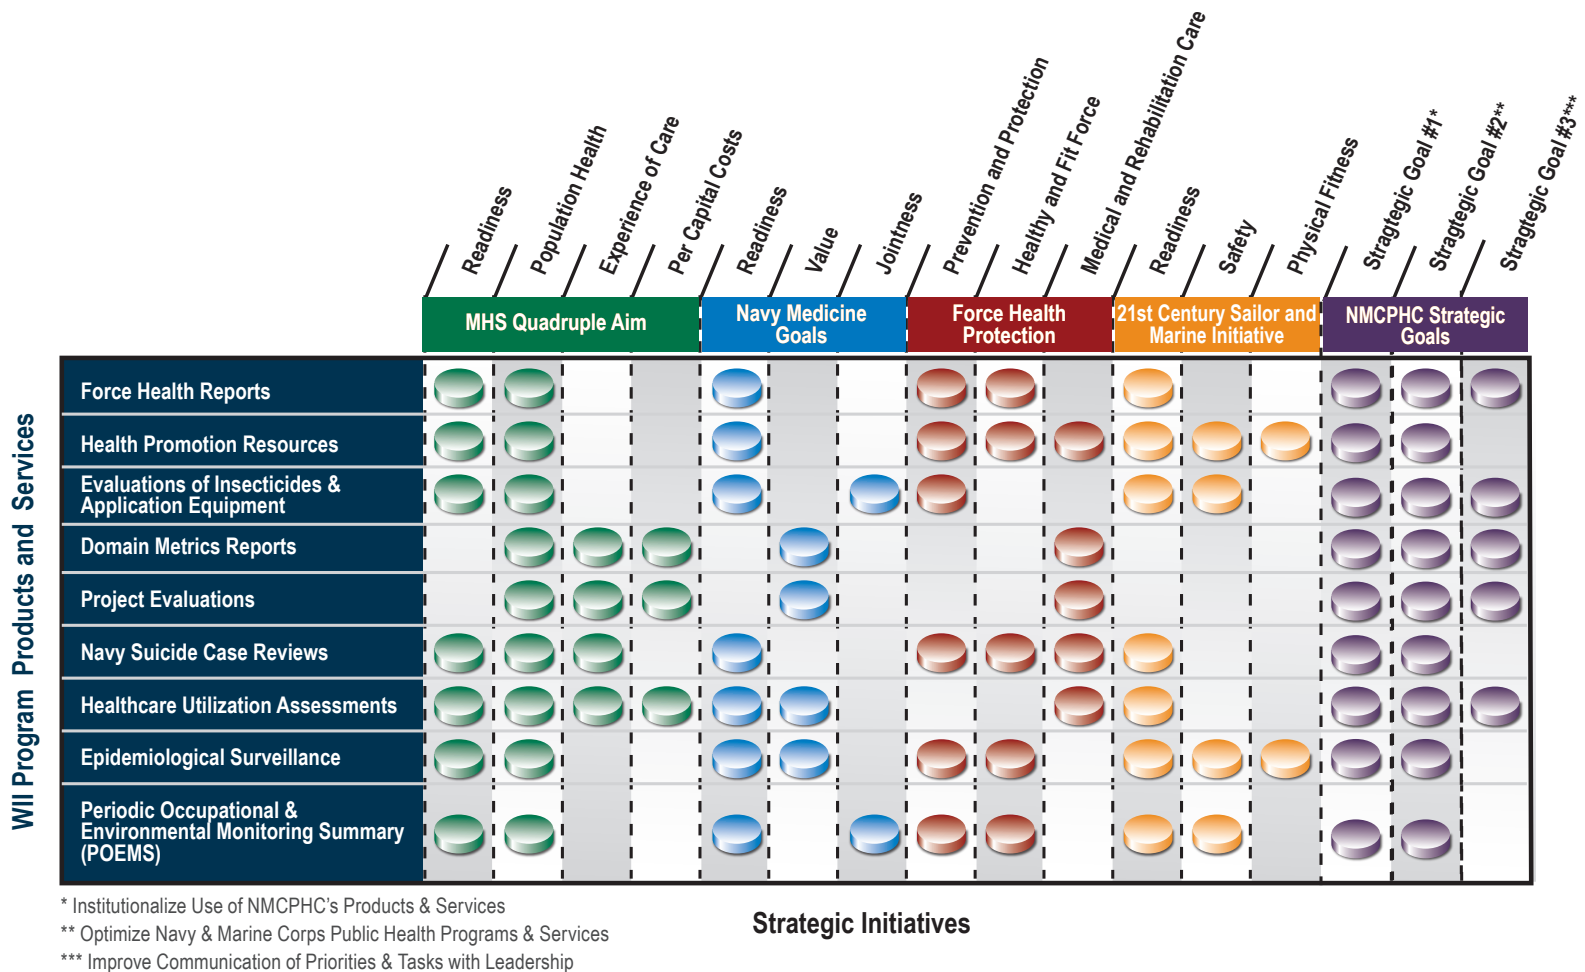 Readiness
Population Health
Experience of Care
Per Capital Costs
Readiness
Value
Jointness
Prevention and Protection
Healthy and Fit Force
Medical and Rehabilitation Care
Readiness
Safety
Physical Fitness
Stragtegic Goal #1*
Stragtegic Goal #2**
Stragtegic Goal #3***
MHS Quadruple Aim
Navy Medicine
Goals
Force Health
Protection
21st Century Sailor and
Marine Initiative
NMCPHC Strategic
Goals
WII Program Products and Services
Force Health Reports
Health Promotion Resources
Evaluations of Insecticides &
Application Equipment
Domain Metrics Reports
Project Evaluations
Navy Suicide Case Reviews
Healthcare Utilization Assessments
Epidemiological Surveillance
Periodic Occupational &
Environmental Monitoring Summary
(POEMS)
* Institutionalize Use of NMCPHC's Products & Services
** Optimize Navy & Marine Corps Public Health Programs & Services
*** Improve Communication of Priorities & Tasks with Leadership
Strategic Initiatives